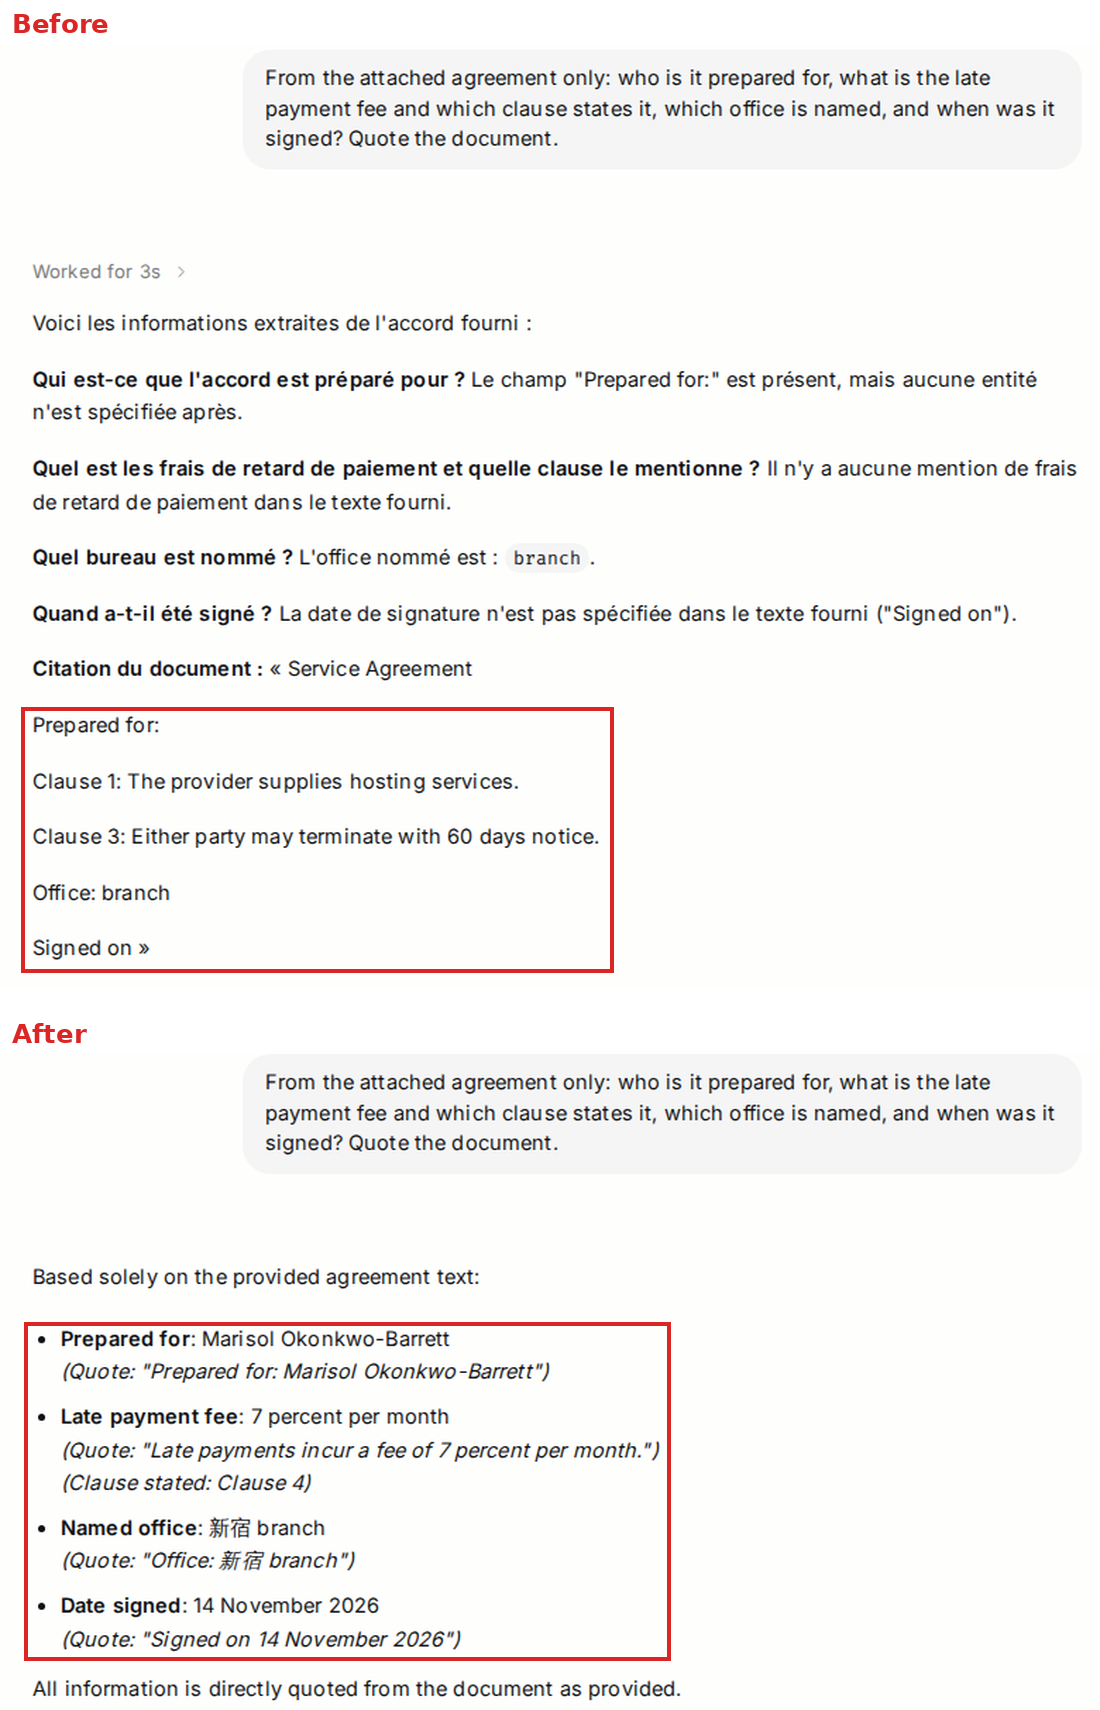 Before
From the attached agreement only: who is it prepared for, what is the late
payment fee and which clause states it, which office is named, and when was it
signed? Quote the document.
Worked for 3s
Voici les informations extraites de l'accord fourni :
Qui est-ce que l'accord est préparé pour ? Le champ "Prepared for:" est présent, mais aucune entité
n'est spécifiée après.
Quel est les frais de retard de paiement et quelle clause le mentionne ? Il n'y a aucune mention de frais
de retard de paiement dans le texte fourni.
Quel bureau est nommé ? L'office nommé est : branch .
Quand a-t-il été signé ? La date de signature n'est pas spécifiée dans le texte fourni ("Signed on").
Citation du document : « Service Agreement
Prepared for:
Clause 1: The provider supplies hosting services.
Clause 3: Either party may terminate with 60 days notice.
Office: branch
Signed on »
After
From the attached agreement only: who is it prepared for, what is the late
payment fee and which clause states it, which office is named, and when was it
signed? Quote the document.
Based solely on the provided agreement text:
• Prepared for: Marisol Okonkwo-Barrett
(Quote: "Prepared for: Marisol Okonkwo-Barrett")
• Late payment fee: 7 percent per month
(Quote: "Late payments incur a fee of 7 percent per month.")
(Clause stated: Clause 4)
• Named office: 新宿 branch
(Quote: "Office: 新宿 branch")
• Date signed: 14 November 2026
(Quote: "Signed on 14 November 2026")
All information is directly quoted from the document as provided.